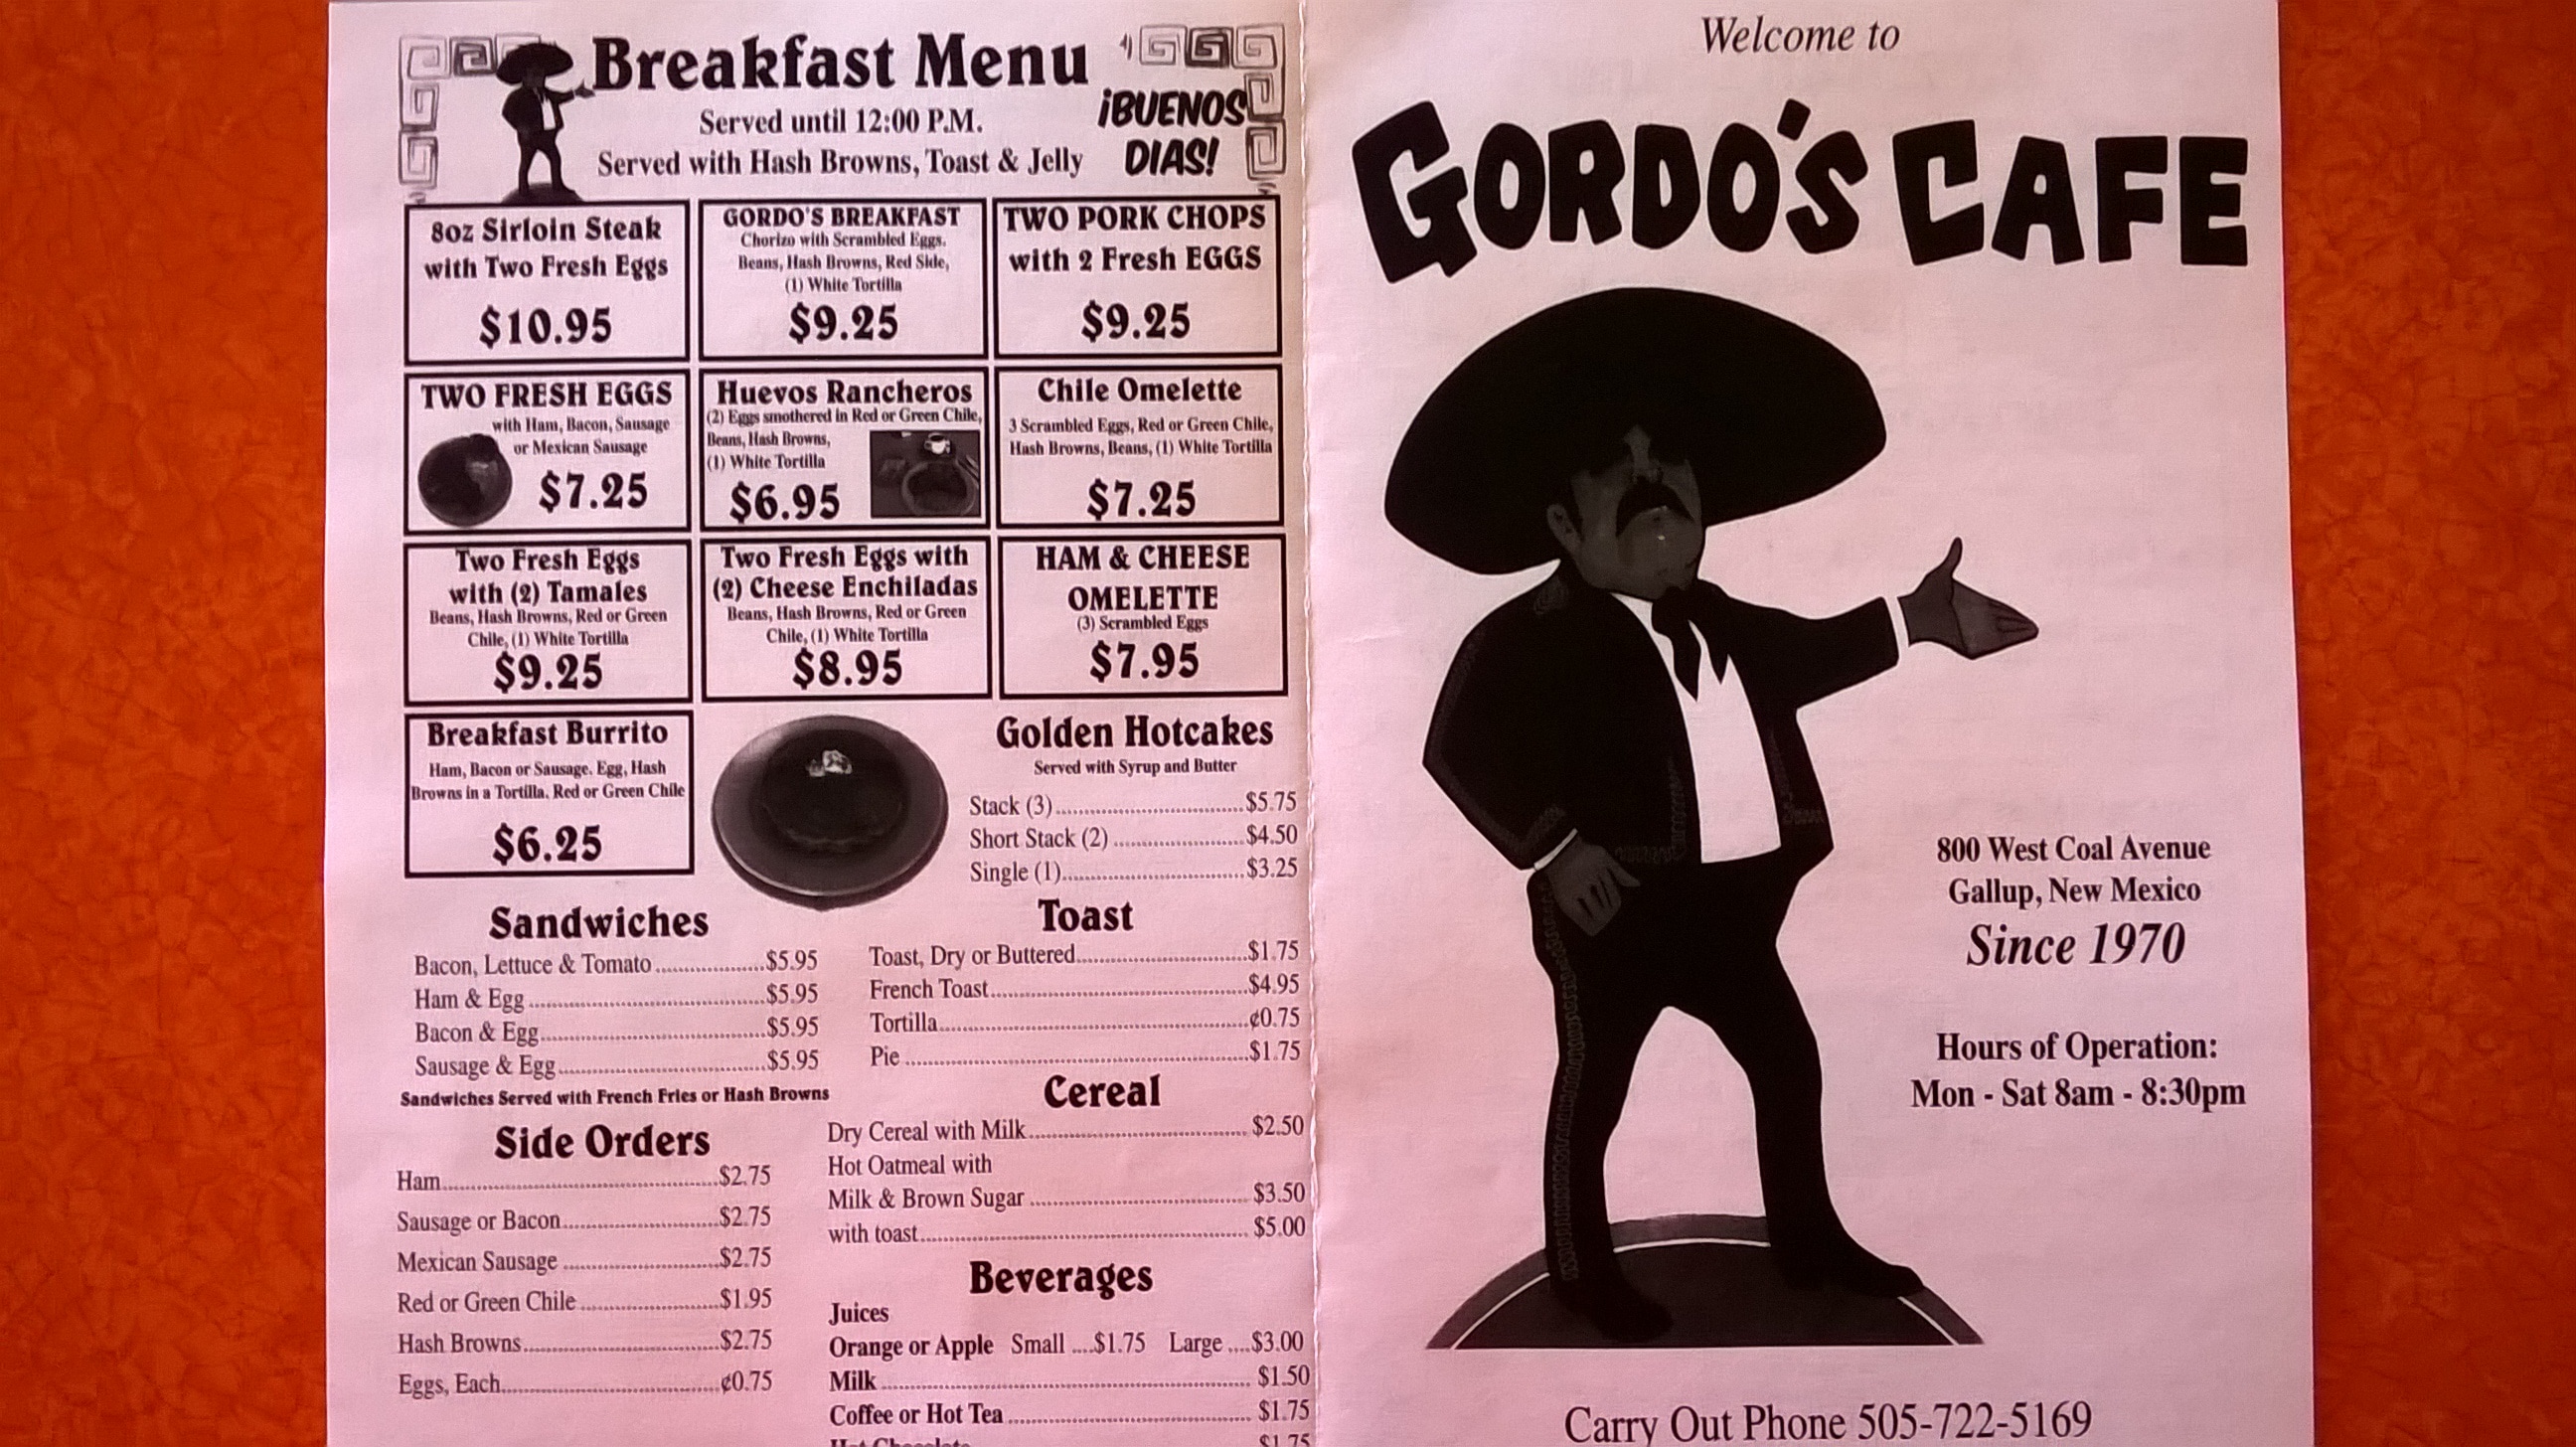 Breakfast Menu
Served until 12:00 P.M.
Served with Hash Browns, Toast & Jelly
¡BUENOS
DIAS!
8oz Sirloin Steak
with Two Fresh Eggs
$10.95
GORDO'S BREAKFAST
Chorizo with Scrambled Eggs.
Beans, Hash Browns, Red Side,
(1) White Tortilla
$9.25
TWO PORK CHOPS
with 2 Fresh EGGS
$9.25
TWO FRESH EGGS
with Ham, Bacon, Sausage
or Mexican Sausage
$7.25
Huevos Rancheros
(2) Eggs smothered in Red or Green Chile,
Beans, Hash Browns,
(1) White Tortilla
$6.95
Chile Omelette
3 Scrambled Eggs, Red or Green Chile,
Hash Browns, Beans, (1) White Tortilla
$7.25
Two Fresh Eggs
with (2) Tamales
Beans, Hash Browns, Red or Green
Chile, (1) White Tortilla
$9.25
Two Fresh Eggs with
(2) Cheese Enchiladas
Beans, Hash Browns, Red or Green
Chile, (1) White Tortilla
$8.95
HAM & CHEESE
OMELETTE
(3) Scrambled Eggs
$7.95
Breakfast Burrito
Ham, Bacon or Sausage, Egg, Hash
Browns in a Tortilla, Red or Green Chile
$6.25
Golden Hotcakes
Served with Syrup and Butter
Stack (3) $5.75
Short Stack (2) $4.50
Single (1) $3.25
Sandwiches
Bacon, Lettuce & Tomato $5.95
Ham & Egg $5.95
Bacon & Egg $5.95
Sausage & Egg $5.95
Sandwiches Served with French Fries or Hash Browns
Side Orders
Ham $2.75
Sausage or Bacon $2.75
Mexican Sausage $2.75
Red or Green Chile $1.95
Hash Browns $2.75
Eggs, Each ¢0.75
Toast
Toast, Dry or Buttered $1.75
French Toast $4.95
Tortilla ¢0.75
Pie $1.75
Cereal
Dry Cereal with Milk $2.50
Hot Oatmeal with
Milk & Brown Sugar $3.50
with toast $5.00
Beverages
Juices
Orange or Apple Small $1.75 Large $3.00
Milk $1.50
Coffee or Hot Tea $1.75
Hot Chocolate $1.75
Welcome to
GORDO'S CAFE
800 West Coal Avenue
Gallup, New Mexico
Since 1970
Hours of Operation:
Mon - Sat 8am - 8:30pm
Carry Out Phone 505-722-5169